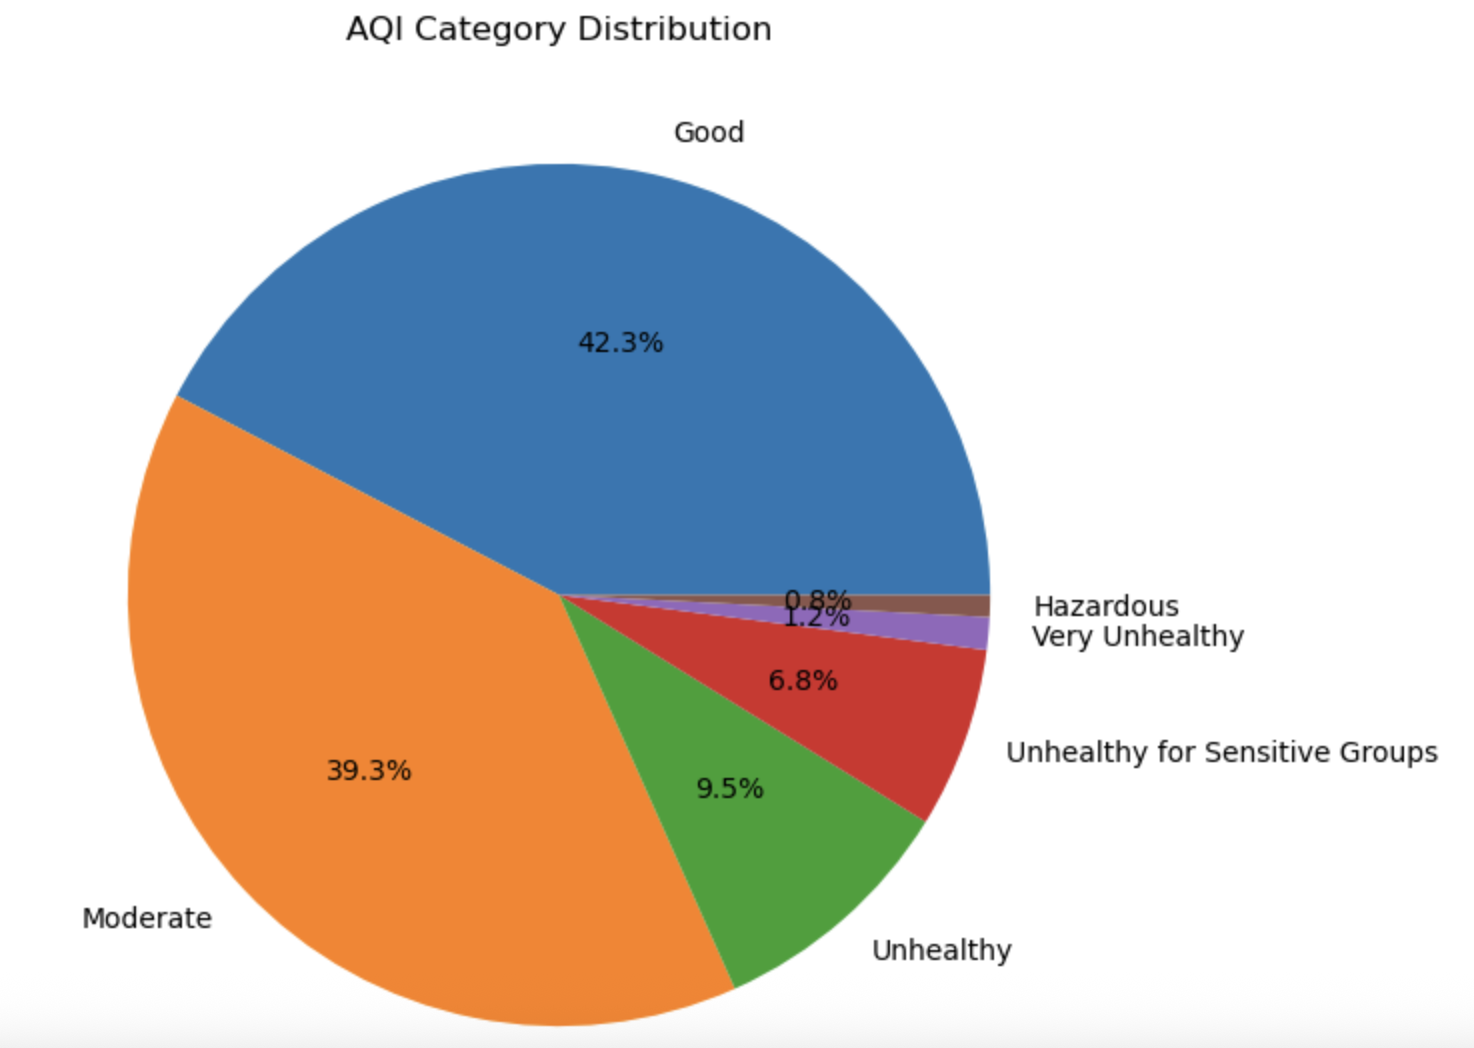 AQI Category Distribution
Good
42.3%
0.8%
Hazardous
1.2%
Very Unhealthy
6.8%
Unhealthy for Sensitive Groups
39.3%
9.5%
Moderate
Unhealthy